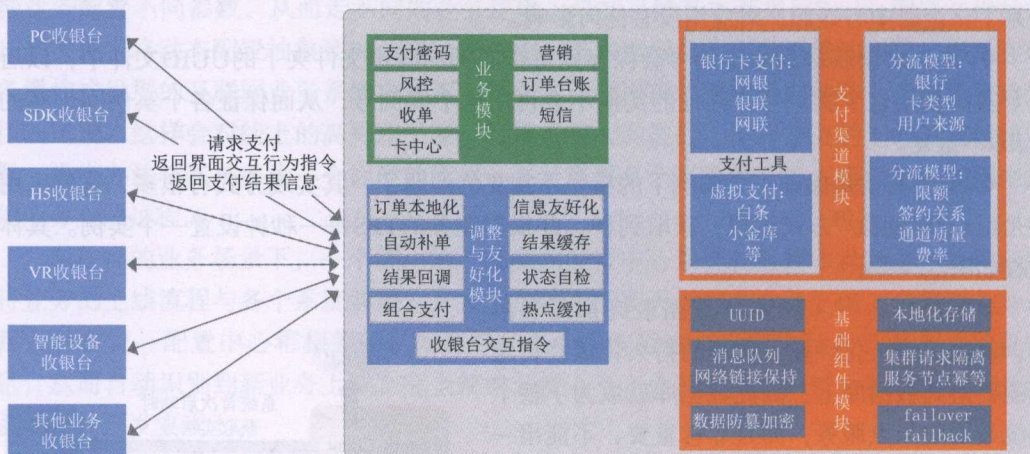 PC收银台
SDK收银台
H5收银台
VR收银台
智能设备
收银台
其他业务
收银台
请求支付
返回界面交互行为指令
返回支付结果信息
支付密码
风控
收单
卡中心
业务模块
营销
订单台账
短信
订单本地化
自动补单
结果回调
组合支付
调整
与友
好化
模块
信息友好化
结果缓存
状态自检
热点缓冲
收银台交互指令
银行卡支付：
网银
银联
网联
支付工具
虚拟支付：
白条
小金库
等
支付渠道模块
分流模型：
银行
卡类型
用户来源
分流模型：
限额
签约关系
通道质量
费率
UUID
消息队列
网络链接保持
数据防篡加密
基础组件模块
本地化存储
集群请求隔离
服务节点幂等
failover
failback